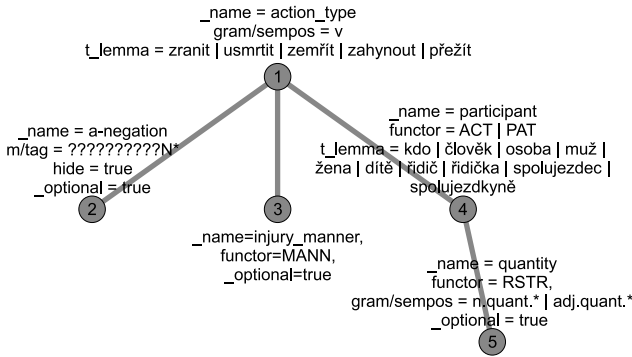 _name = action_type
gram/sempos = v
t_lemma = zranit | usmrtit | zemřít | zahynout | přežít
1
_name = a-negation
m/tag = ??????????N*
hide = true
_optional = true
2
3
_name=injury_manner,
functor=MANN,
_optional=true
_name = participant
functor = ACT | PAT
t_lemma = kdo | člověk | osoba | muž |
žena | dítě | řidič | řidička | spolujezdec |
spolujezdkyně
4
_name = quantity
functor = RSTR,
gram/sempos = n.quant.* | adj.quant.*
_optional = true
5